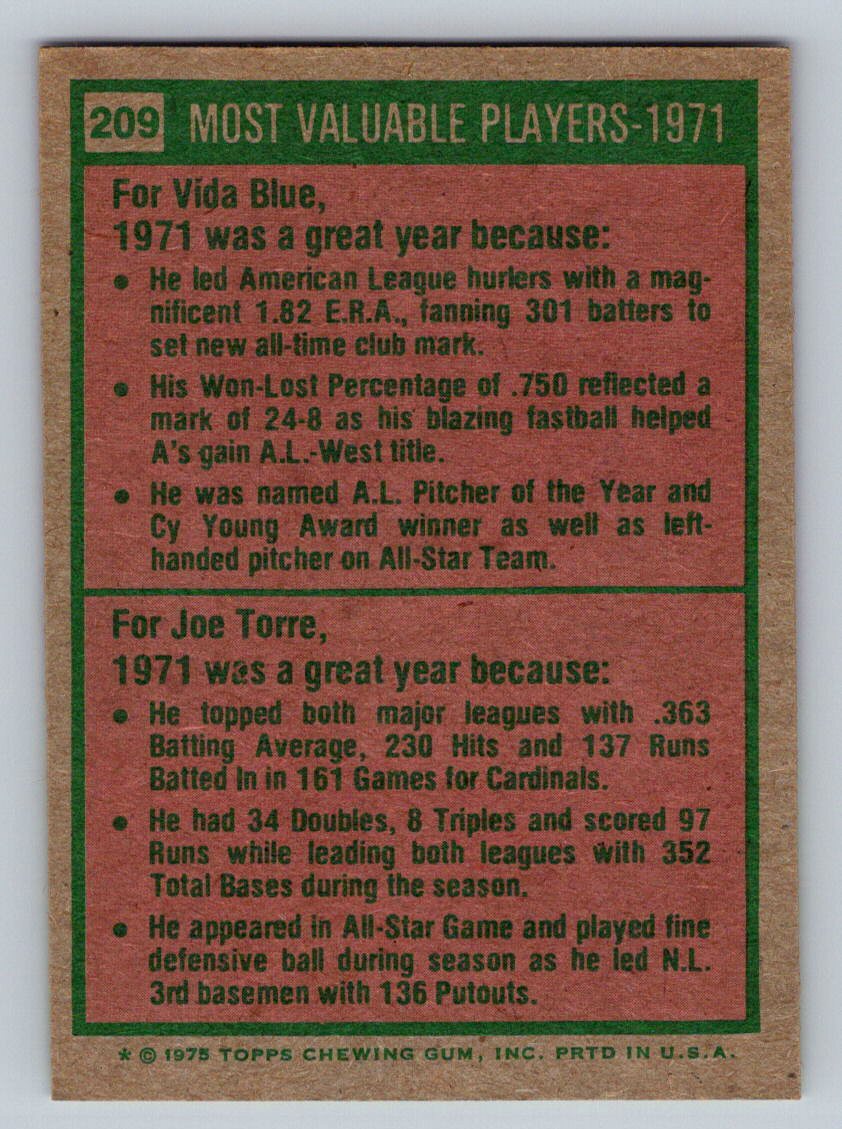 209 MOST VALUABLE PLAYERS-1971
For Vida Blue,
1971 was a great year because:
• He led American League hurlers with a mag-
nificent 1.82 E.R.A., fanning 301 batters to
set new all-time club mark.
• His Won-Lost Percentage of .750 reflected a
mark of 24-8 as his blazing fastball helped
A's gain A.L.-West title.
• He was named A.L. Pitcher of the Year and
Cy Young Award winner as well as left-
handed pitcher on All-Star Team.
For Joe Torre,
1971 was a great year because:
• He topped both major leagues with .363
Batting Average, 230 Hits and 137 Runs
Batted In in 161 Games for Cardinals.
• He had 34 Doubles, 8 Triples and scored 97
Runs while leading both leagues with 352
Total Bases during the season.
• He appeared in All-Star Game and played fine
defensive ball during season as he led N.L.
3rd basemen with 136 Putouts.
* © 1975 TOPPS CHEWING GUM, INC. PRTD IN U.S.A.